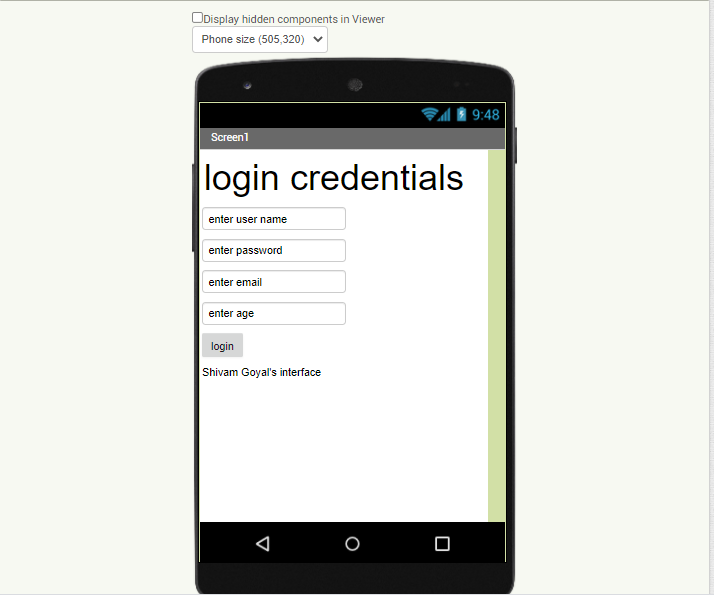 Display hidden components in Viewer
Phone size (505,320)
9:48
Screen1
login credentials
enter user name
enter password
enter email
enter age
login
Shivam Goyal's interface